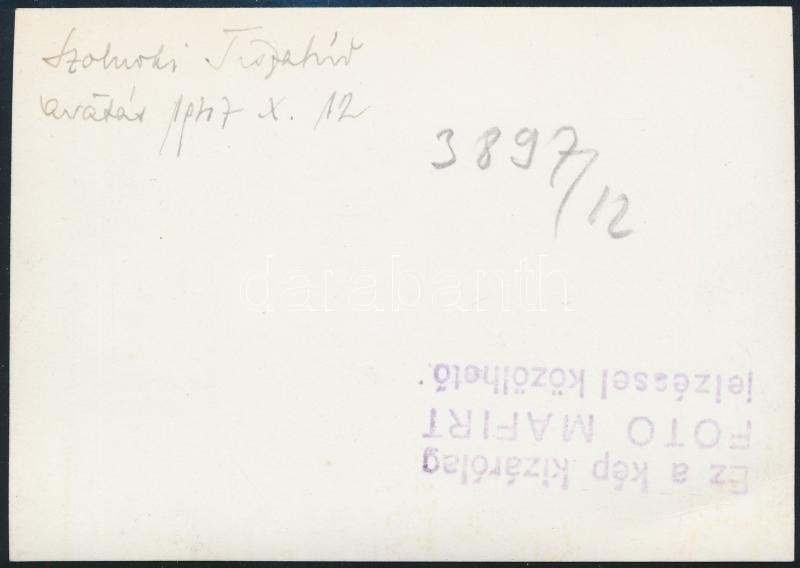 Szolnoki Tiszahíd
avatás 1947 X. 12
3897/12
darabanth
Ez a kép kizárólag
FOTO MAFIRT
jelzéssel közölhető.